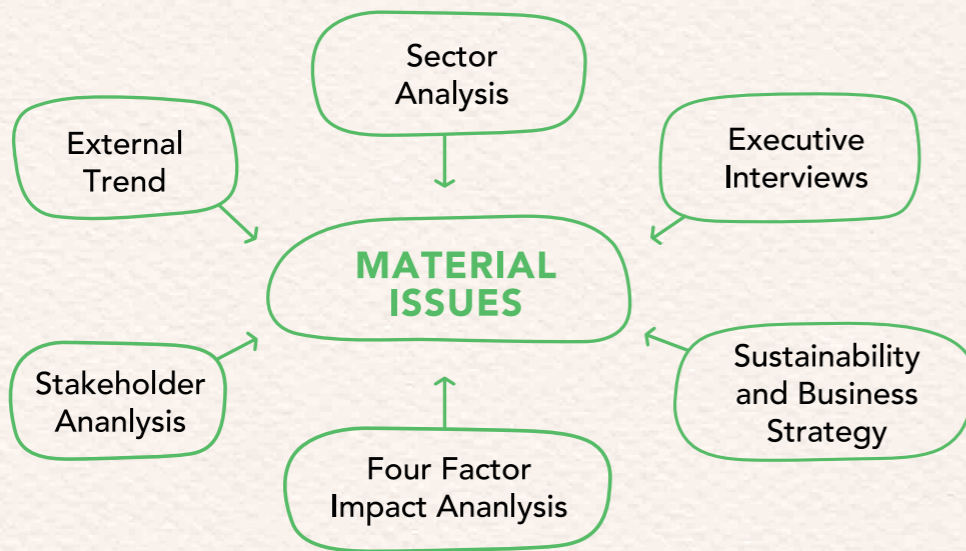 Sector
Analysis
External
Trend
Executive
Interviews
MATERIAL
ISSUES
Stakeholder
Ananlysis
Sustainability
and Business
Strategy
Four Factor
Impact Ananlysis